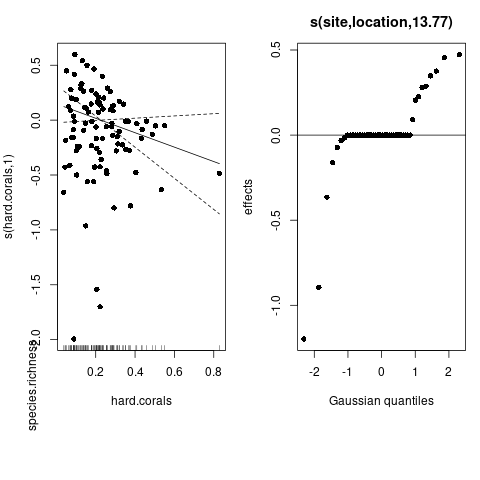 s(site,location,13.77)
s(hard.corals,1)
species.richness
0.5
0.0
-0.5
-1.0
-1.5
-2.0
0.2 0.4 0.6 0.8
hard.corals
effects
0.5
0.0
-0.5
-1.0
-2 -1 0 1 2
Gaussian quantiles